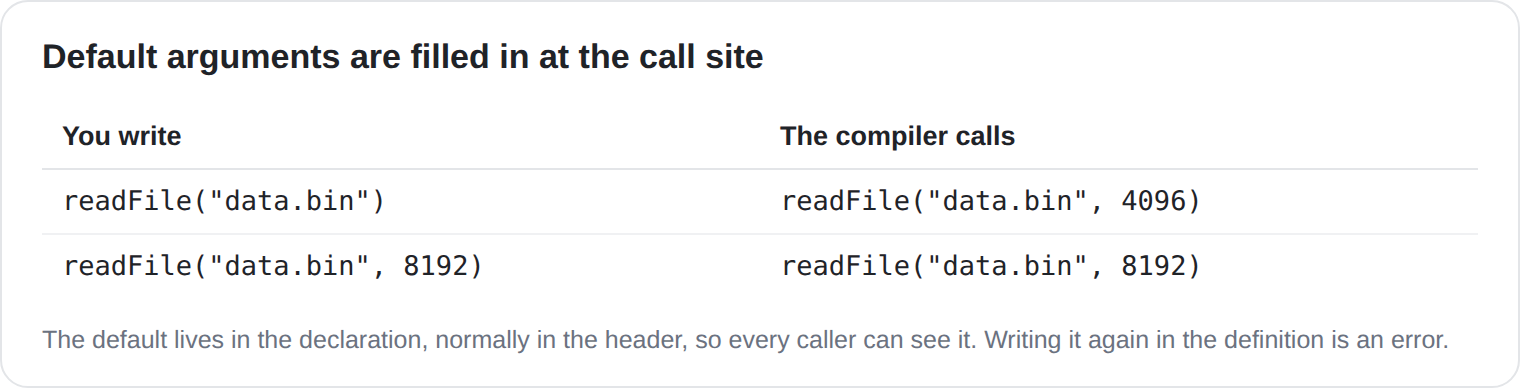 Default arguments are filled in at the call site
You write The compiler calls
readFile("data.bin") readFile("data.bin", 4096)
readFile("data.bin", 8192) readFile("data.bin", 8192)
The default lives in the declaration, normally in the header, so every caller can see it. Writing it again in the definition is an error.